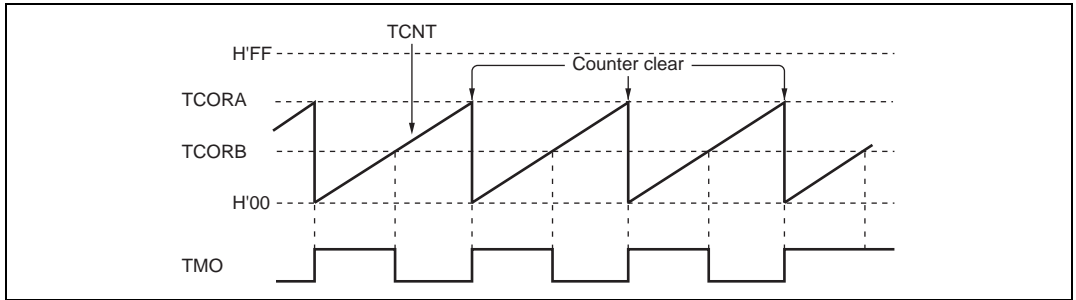 TCNT
H'FF
Counter clear
TCORA
TCORB
H'00
TMO